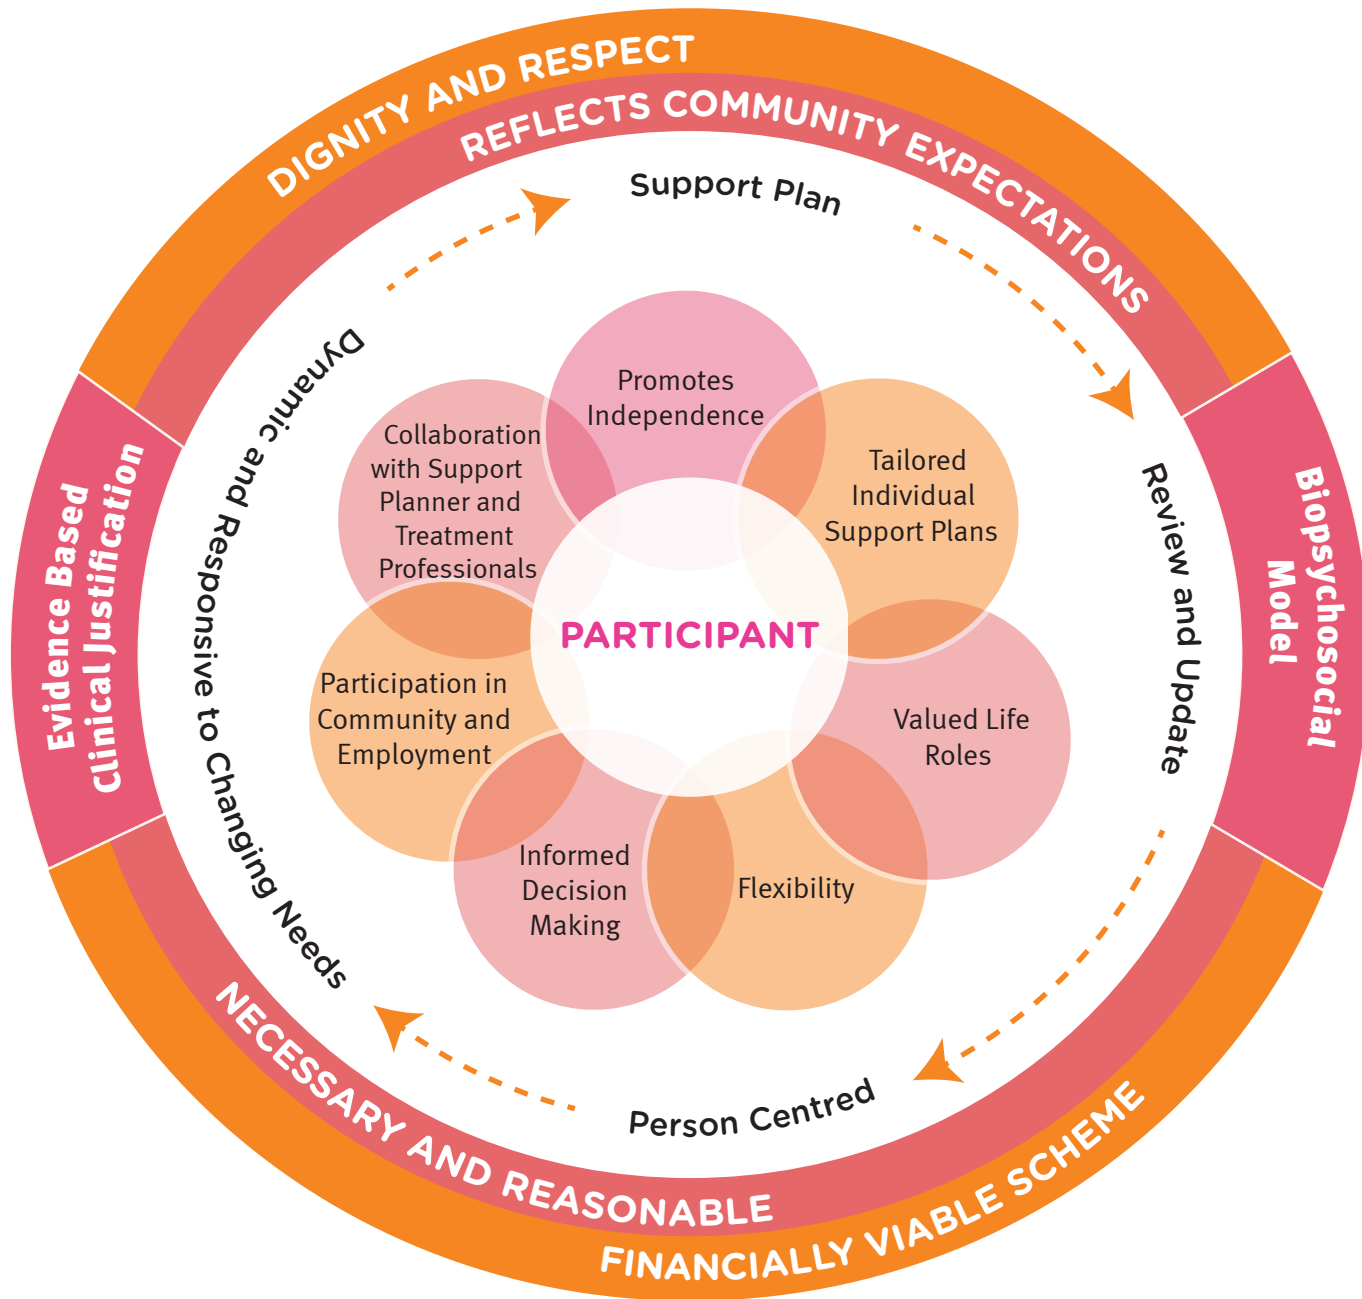 DIGNITY AND RESPECT
REFLECTS COMMUNITY EXPECTATIONS
Support Plan
Dynamic and Responsive to Changing Needs
Review and Update
Person Centred
Evidence Based
Clinical Justification
Biopsychosocial
Model
Promotes
Independence
Tailored
Individual
Support Plans
Valued Life
Roles
Flexibility
Informed
Decision
Making
Participation in
Community and
Employment
Collaboration
with Support
Planner and
Treatment
Professionals
PARTICIPANT
NECESSARY AND REASONABLE
FINANCIALLY VIABLE SCHEME